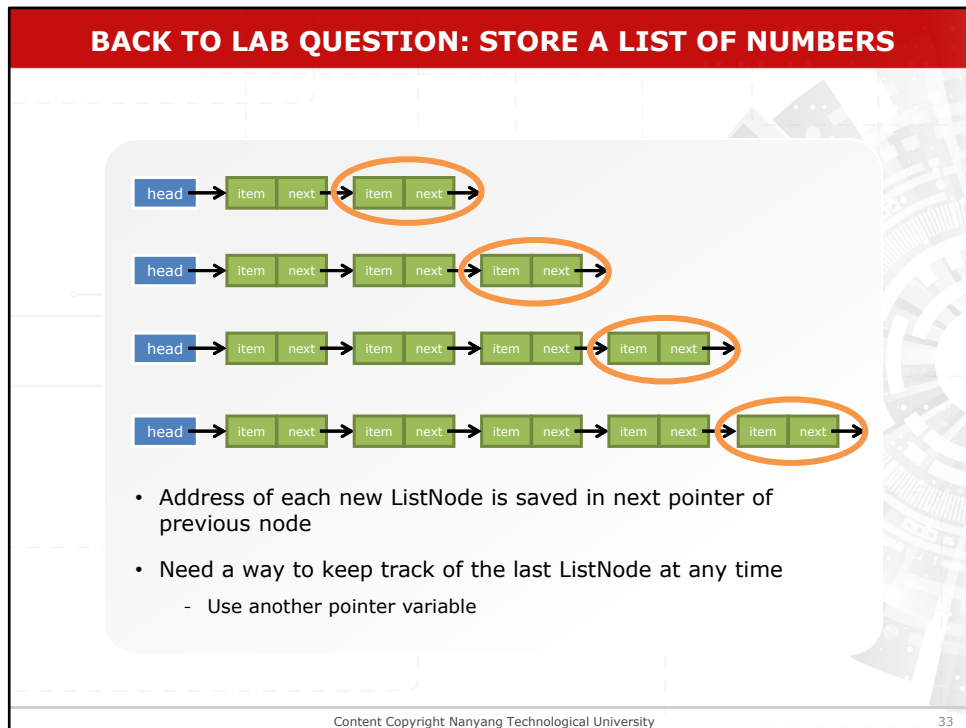 BACK TO LAB QUESTION: STORE A LIST OF NUMBERS
head item next item next
head item next item next item next
head item next item next item next item next
head item next item next item next item next item next
• Address of each new ListNode is saved in next pointer of
previous node
• Need a way to keep track of the last ListNode at any time
- Use another pointer variable
Content Copyright Nanyang Technological University 33